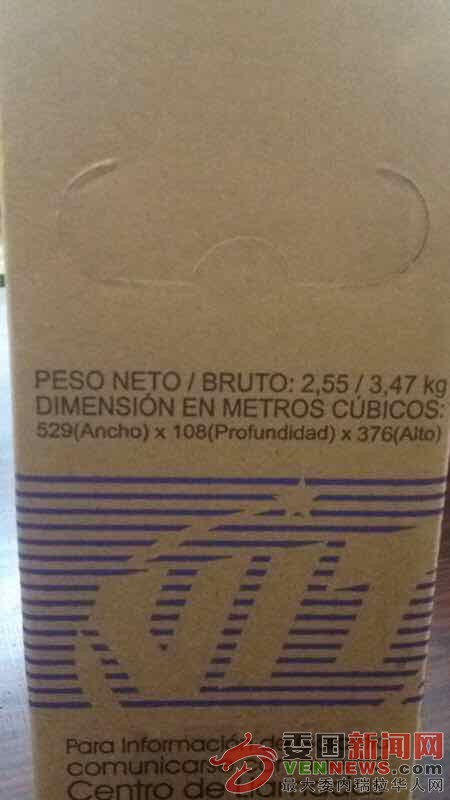 PESO NETO / BRUTO: 2,55 / 3,47 kg
DIMENSIÓN EN METROS CÚBICOS:
529(Ancho) x 108(Profundidad) x 376(Alto)
VIT
Para Información de
comunicarse
Centro de
委国新闻网
VENNEWS.COM
最大委内瑞拉华人网